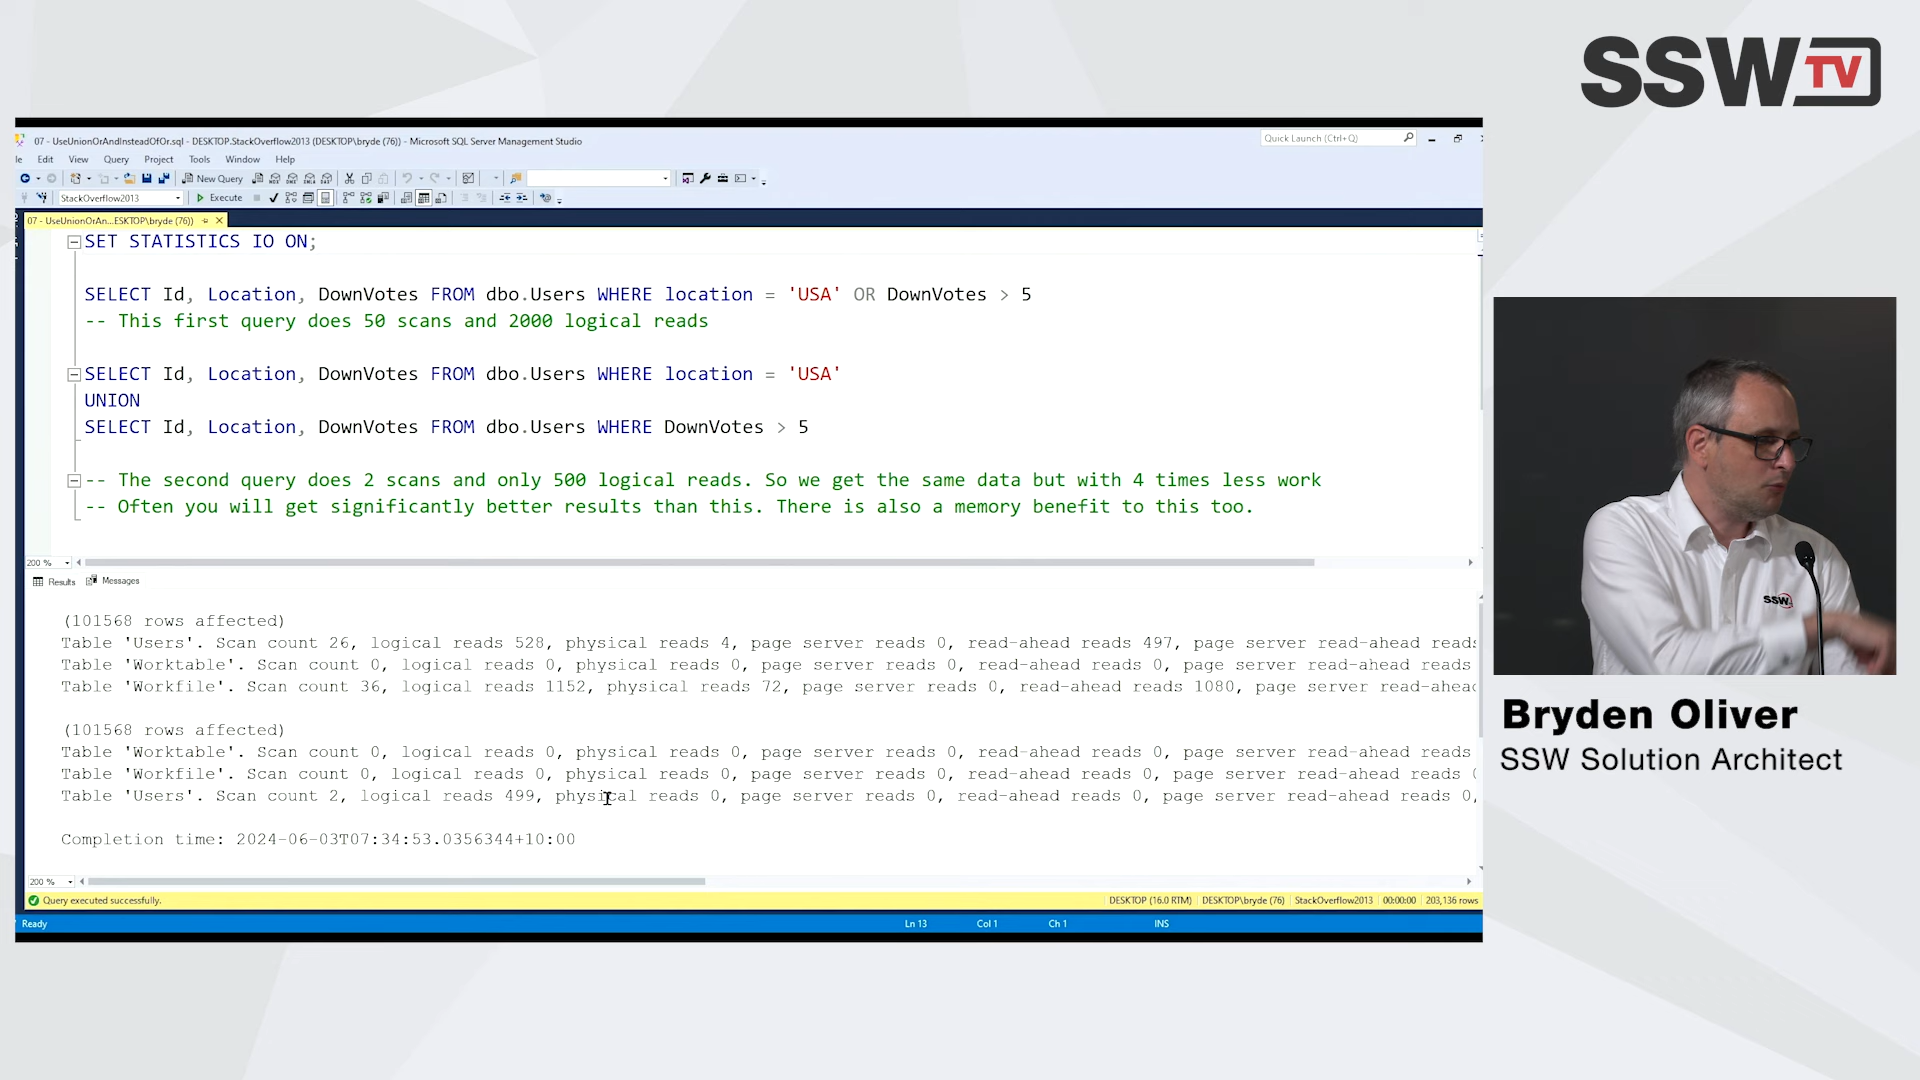 SSW TV
07 - UseUnionOrAndInsteadOfOr.sql - DESKTOP.StackOverflow2013 (DESKTOP\bryde (76)) - Microsoft SQL Server Management Studio
Quick Launch (Ctrl+Q)
le Edit View Query Project Tools Window Help
New Query
StackOverflow2013
Execute
07 - UseUnionOrAn...ESKTOP\bryde (76))
SET STATISTICS IO ON;
SELECT Id, Location, DownVotes FROM dbo.Users WHERE location = 'USA' OR DownVotes > 5
-- This first query does 50 scans and 2000 logical reads
SELECT Id, Location, DownVotes FROM dbo.Users WHERE location = 'USA'
UNION
SELECT Id, Location, DownVotes FROM dbo.Users WHERE DownVotes > 5
-- The second query does 2 scans and only 500 logical reads. So we get the same data but with 4 times less work
-- Often you will get significantly better results than this. There is also a memory benefit to this too.
200 %
Results Messages
(101568 rows affected)
Table 'Users'. Scan count 26, logical reads 528, physical reads 4, page server reads 0, read-ahead reads 497, page server read-ahead reads
Table 'Worktable'. Scan count 0, logical reads 0, physical reads 0, page server reads 0, read-ahead reads 0, page server read-ahead reads
Table 'Workfile'. Scan count 36, logical reads 1152, physical reads 72, page server reads 0, read-ahead reads 1080, page server read-ahea
(101568 rows affected)
Table 'Worktable'. Scan count 0, logical reads 0, physical reads 0, page server reads 0, read-ahead reads 0, page server read-ahead reads
Table 'Workfile'. Scan count 0, logical reads 0, physical reads 0, page server reads 0, read-ahead reads 0, page server read-ahead reads
Table 'Users'. Scan count 2, logical reads 499, physical reads 0, page server reads 0, read-ahead reads 0, page server read-ahead reads 0,
Completion time: 2024-06-03T07:34:53.0356344+10:00
200 %
Query executed successfully.
DESKTOP (16.0 RTM) DESKTOP\bryde (76) StackOverflow2013 00:00:00 203,136 rows
Ready Ln 13 Col 1 Ch 1 INS
SSW
Bryden Oliver
SSW Solution Architect